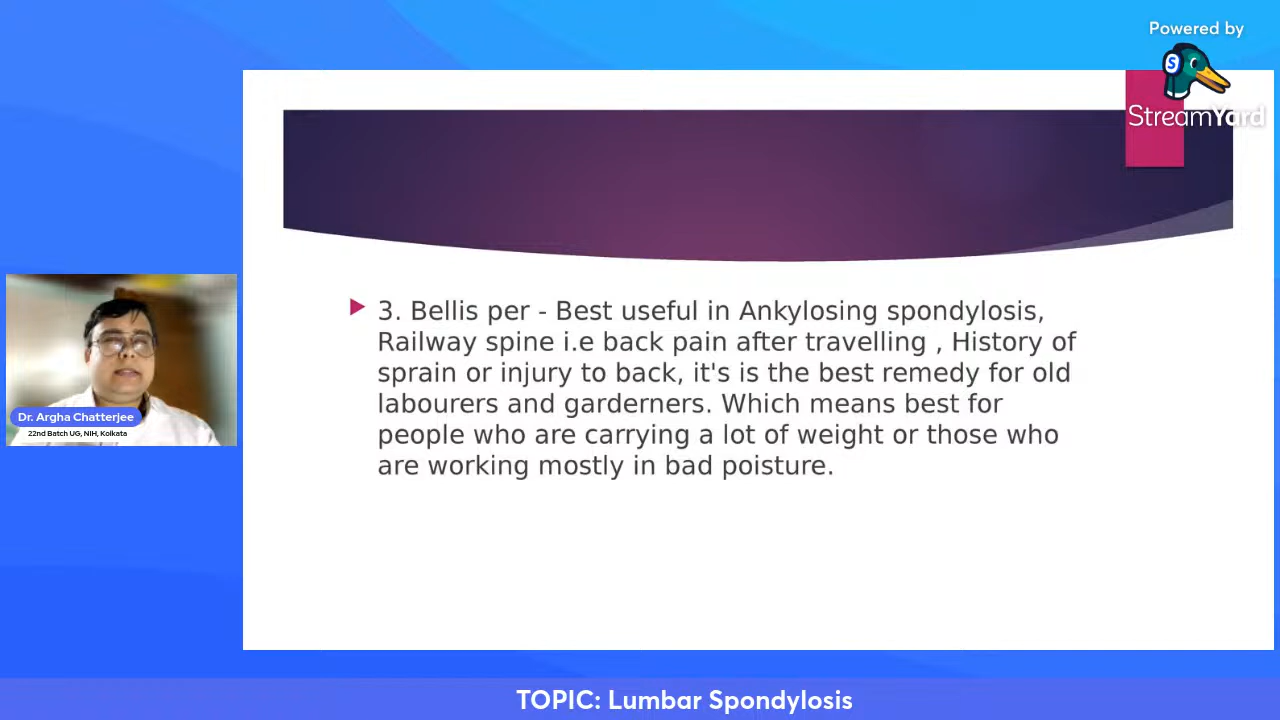 Powered by
StreamYard
3. Bellis per - Best useful in Ankylosing spondylosis,
Railway spine i.e back pain after travelling , History of
sprain or injury to back, it's is the best remedy for old
labourers and garderners. Which means best for
people who are carrying a lot of weight or those who
are working mostly in bad poisture.
Dr. Argha Chatterjee
22nd Batch UG, NIH, Kolkata
TOPIC: Lumbar Spondylosis